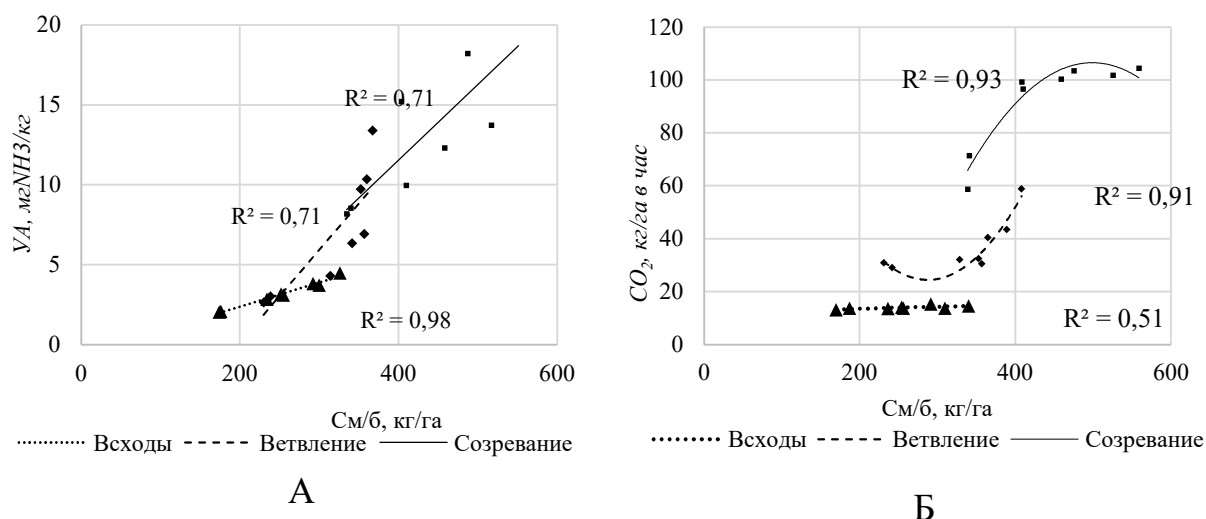 20
15
10
5
0
УА, мгNH3/кг
R² = 0,71
R² = 0,71
R² = 0,98
0 200 400 600
См/б, кг/га
Всходы Ветвление Созревание
А
120
100
80
60
40
20
0
CO₂, кг/га в час
R² = 0,93
R² = 0,91
R² = 0,51
0 200 400 600
См/б, кг/га
Всходы Ветвление Созревание
Б